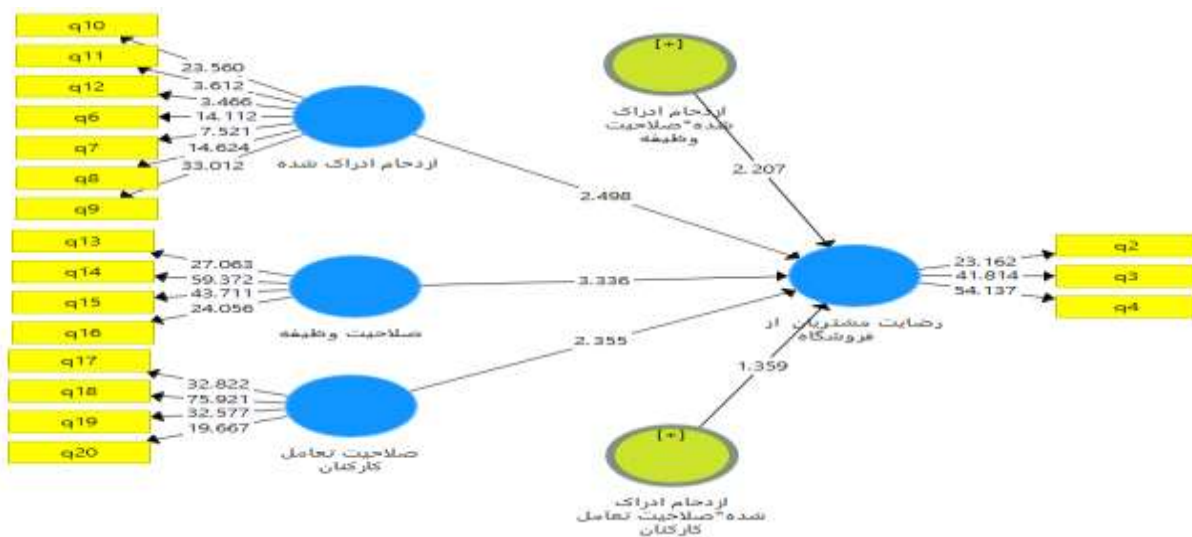 q10
q11
q12
q6
q7
q8
q9
23.560
3.612
3.466
14.112
7.521
14.624
33.012
ازدحام ادراک شده
q13
q14
q15
q16
27.063
59.372
43.711
24.056
صلاحیت وظیفه
q17
q18
q19
q20
32.822
75.921
32.577
19.667
صلاحیت تعامل
کارکنان
[+]
ازدحام ادراک
شده*صلاحیت
وظیفه
2.207
2.498
3.336
2.355
1.359
[+]
ازدحام ادراک
شده*صلاحیت تعامل
کارکنان
رضایت مشتریان از
فروشگاه
23.162
41.814
54.137
q2
q3
q4